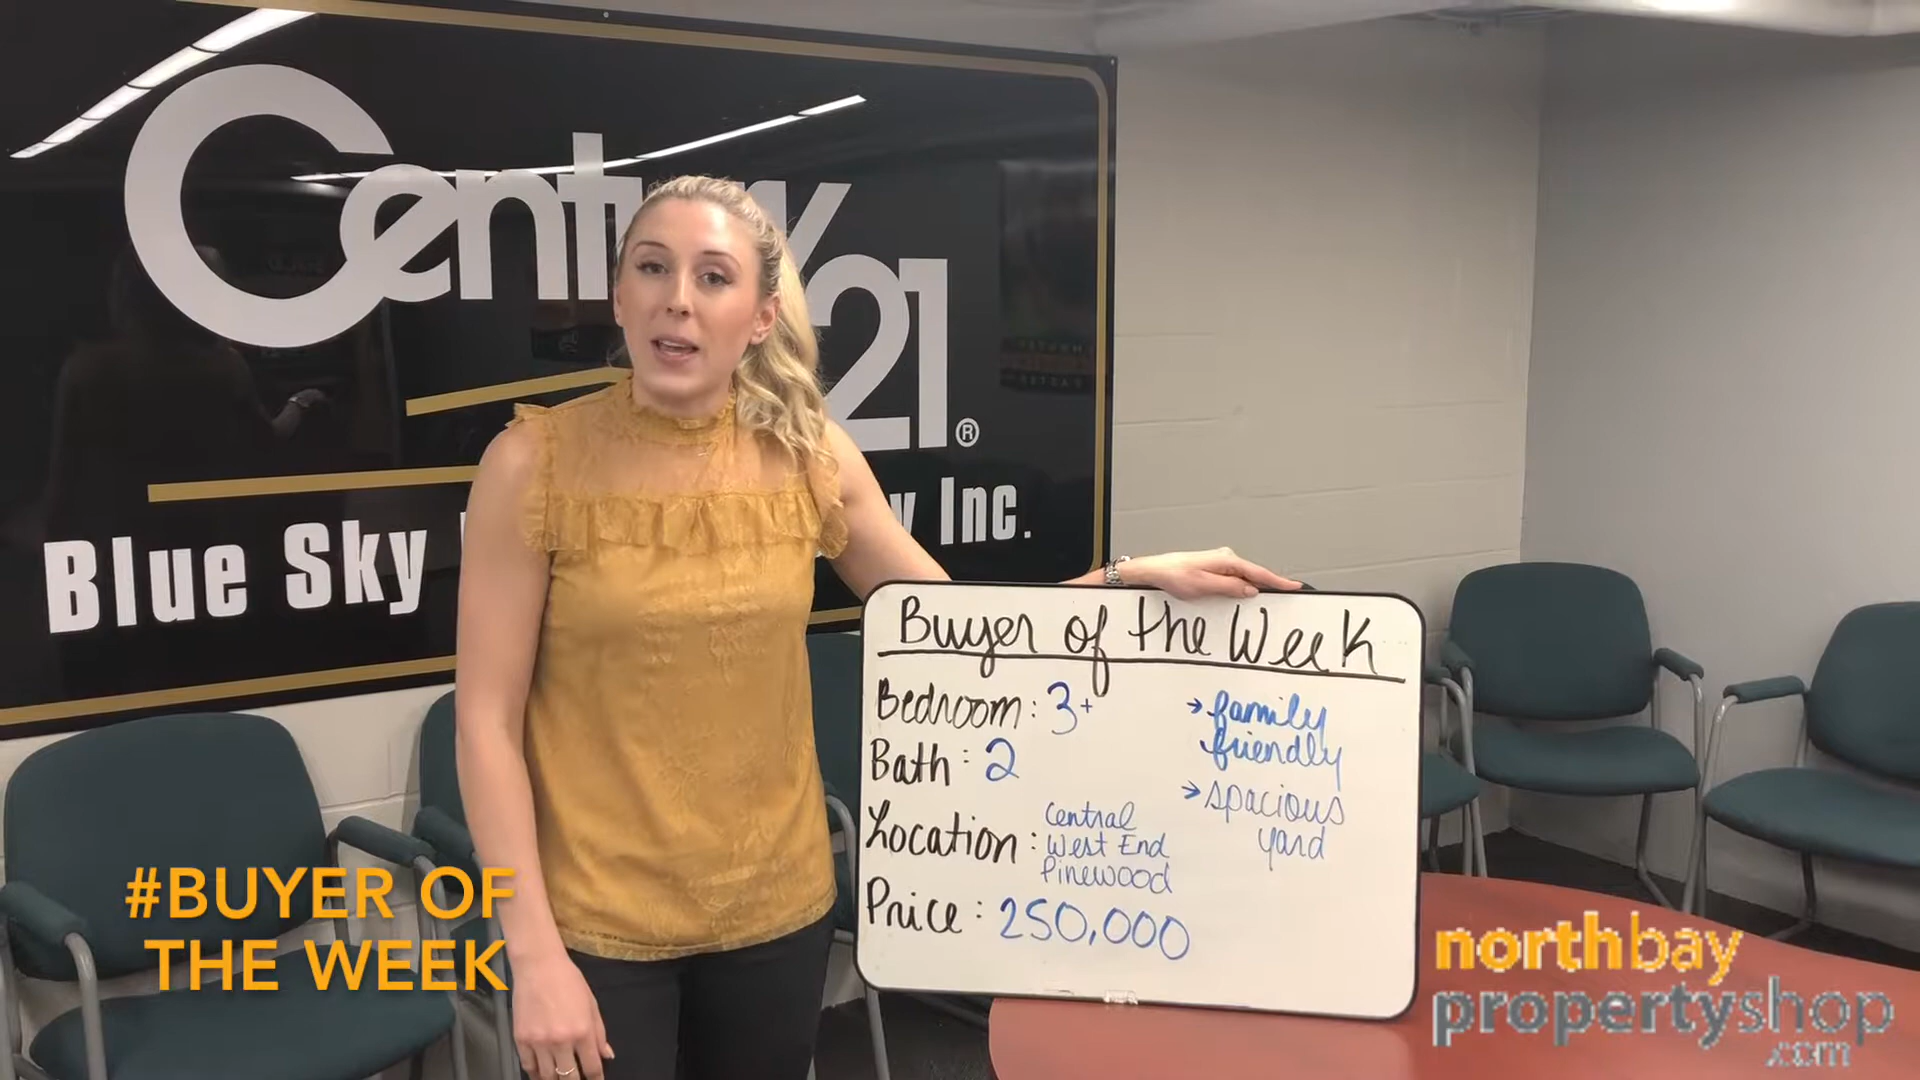 Century 21®
Blue Sky
Inc.
Buyer of the Week
Bedroom: 3+
Bath: 2
Location: Central
West End
Pinewood
Price: 250,000
→ family
friendly
→ spacious
yard
#BUYER OF
THE WEEK
northbay
propertyshop
.com